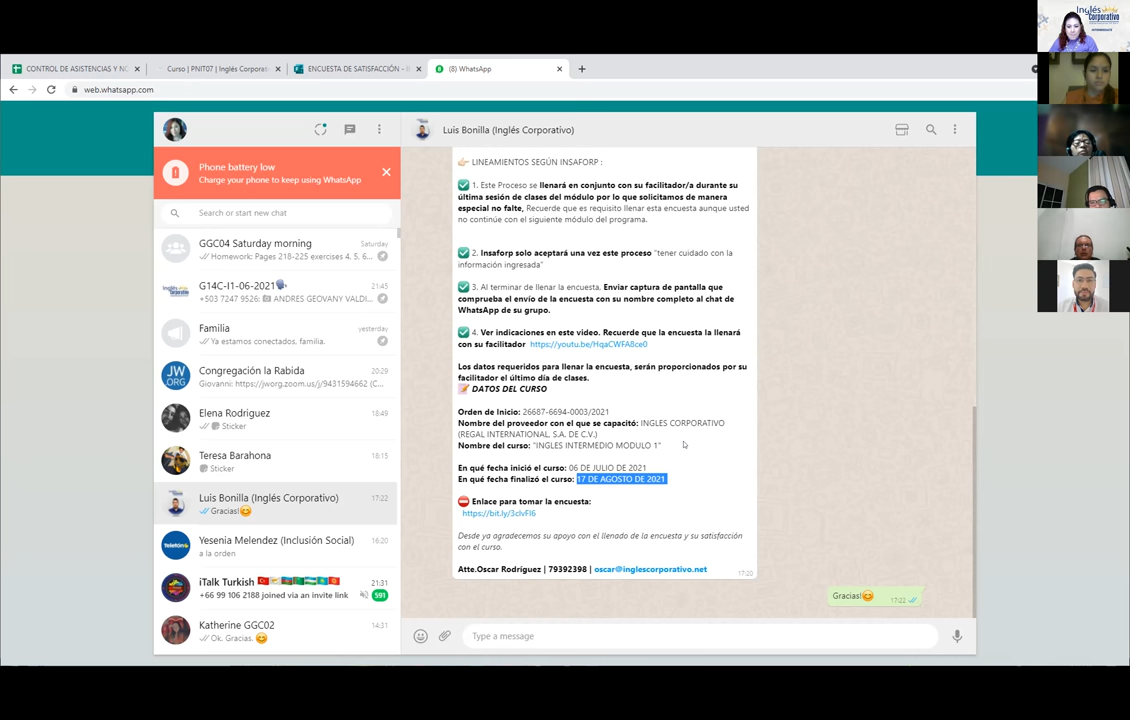 Inglés
Corporativo
CONTROL DE ASISTENCIAS Y NO
Curso | PNIT07 | Inglés Corporati
ENCUESTA DE SATISFACCIÓN - II
(8) WhatsApp
web.whatsapp.com
Luis Bonilla (Inglés Corporativo)
Phone battery low
Charge your phone to keep using WhatsApp
Search or start new chat
GGC04 Saturday morning
Saturday
Homework: Pages 218-225 exercises 4, 5, 6...
G14C-I1-06-2021
21:45
+503 7247 9526: ANDRES GEOVANY VALDI...
Familia
yesterday
Ya estamos conectados, familia.
JW
ORG
Congregación la Rabida
20:29
Giovanni: https://jworg.zoom.us/j/9431594662 (C...
Elena Rodriguez
18:49
Sticker
Teresa Barahona
18:15
Sticker
Luis Bonilla (Inglés Corporativo)
17:22
Gracias!😊
Telefón
Yesenia Melendez (Inclusión Social)
16:20
a la orden
iTalk Turkish
21:31
+66 99 106 2188 joined via an invite link
591
Katherine GGC02
14:31
Ok. Gracias. 😊
👉 LINEAMIENTOS SEGÚN INSAFORP :
✅ 1. Este Proceso se llenará en conjunto con su facilitador/a durante su
última sesión de clases del módulo por lo que solicitamos de manera
especial no falte, Recuerde que es requisito llenar esta encuesta aunque usted
no continúe con el siguiente módulo del programa.
✅ 2. Insaforp solo aceptará una vez este proceso "tener cuidado con la
información ingresada"
✅ 3. Al terminar de llenar la encuesta. Enviar captura de pantalla que
comprueba el envío de la encuesta con su nombre completo al chat de
WhatsApp de su grupo.
✅ 4. Ver indicaciones en este video. Recuerde que la encuesta la llenará
con su facilitador https://youtu.be/HqaCWFA8ce0
Los datos requeridos para llenar la encuesta, serán proporcionados por su
facilitador el último día de clases.
📝 DATOS DEL CURSO
Orden de Inicio: 26687-6694-0003/2021
Nombre del proveedor con el que se capacitó: INGLES CORPORATIVO
(REGAL INTERNATIONAL, S.A. DE C.V.)
Nombre del curso: "INGLES INTERMEDIO MODULO 1"
En qué fecha inició el curso: 06 DE JULIO DE 2021
En qué fecha finalizó el curso: 17 DE AGOSTO DE 2021
⛔ Enlace para tomar la encuesta:
https://bit.ly/3clvFl6
Desde ya agradecemos su apoyo con el llenado de la encuesta y su satisfacción
con el curso.
Atte.Oscar Rodríguez | 79392398 | oscar@inglescorporativo.net
17:20
Gracias!😊
17:22
Type a message